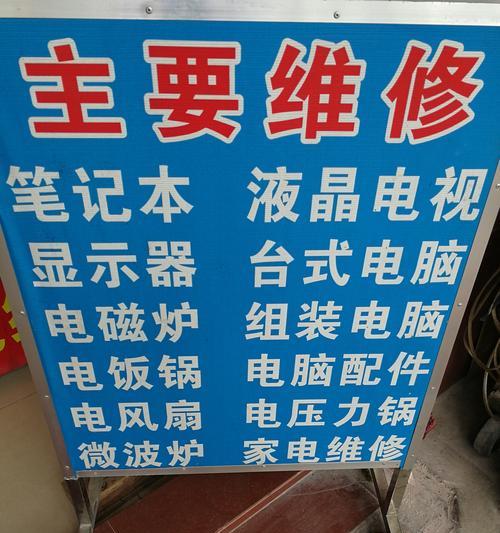 主要维修
笔记本 液晶电视
显示器 台式电脑
电磁炉 组装电脑
电饭锅 电脑配件
电风扇 电压力锅
微波炉 家电维修